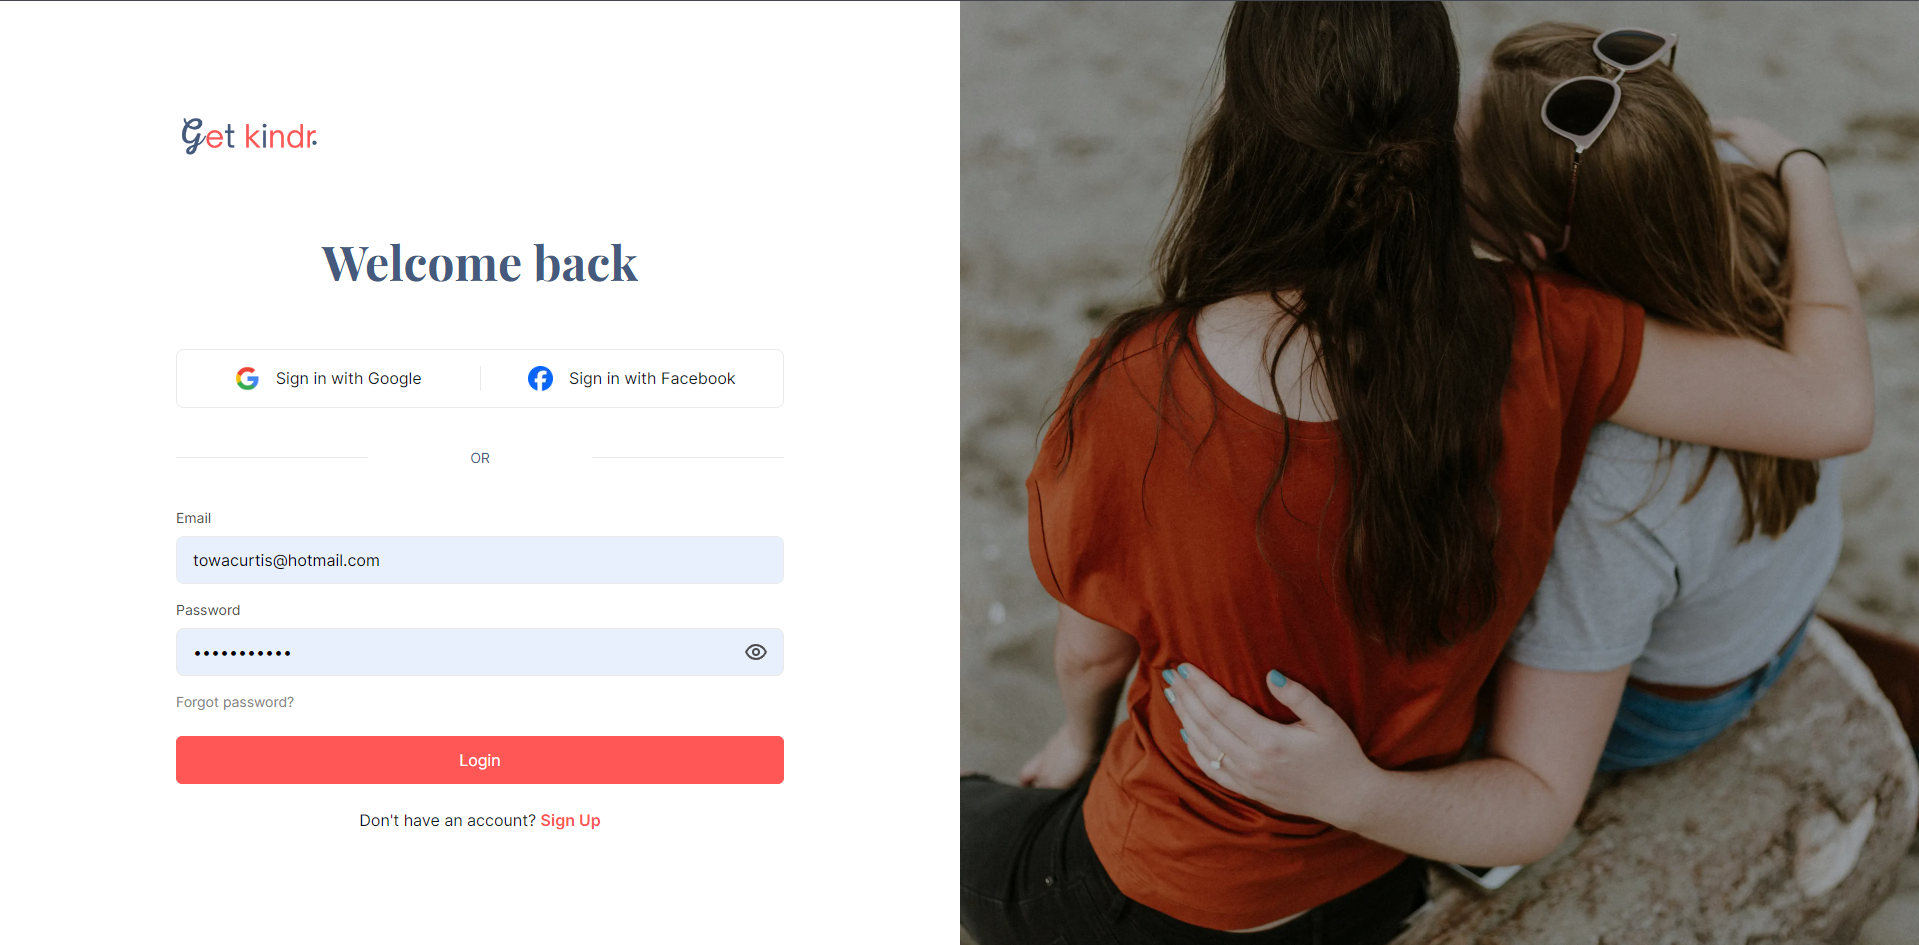 Get kindr.
Welcome back
Sign in with Google
Sign in with Facebook
OR
Email
towacurtis@hotmail.com
Password
•••••••••••
Forgot password?
Login
Don't have an account? Sign Up